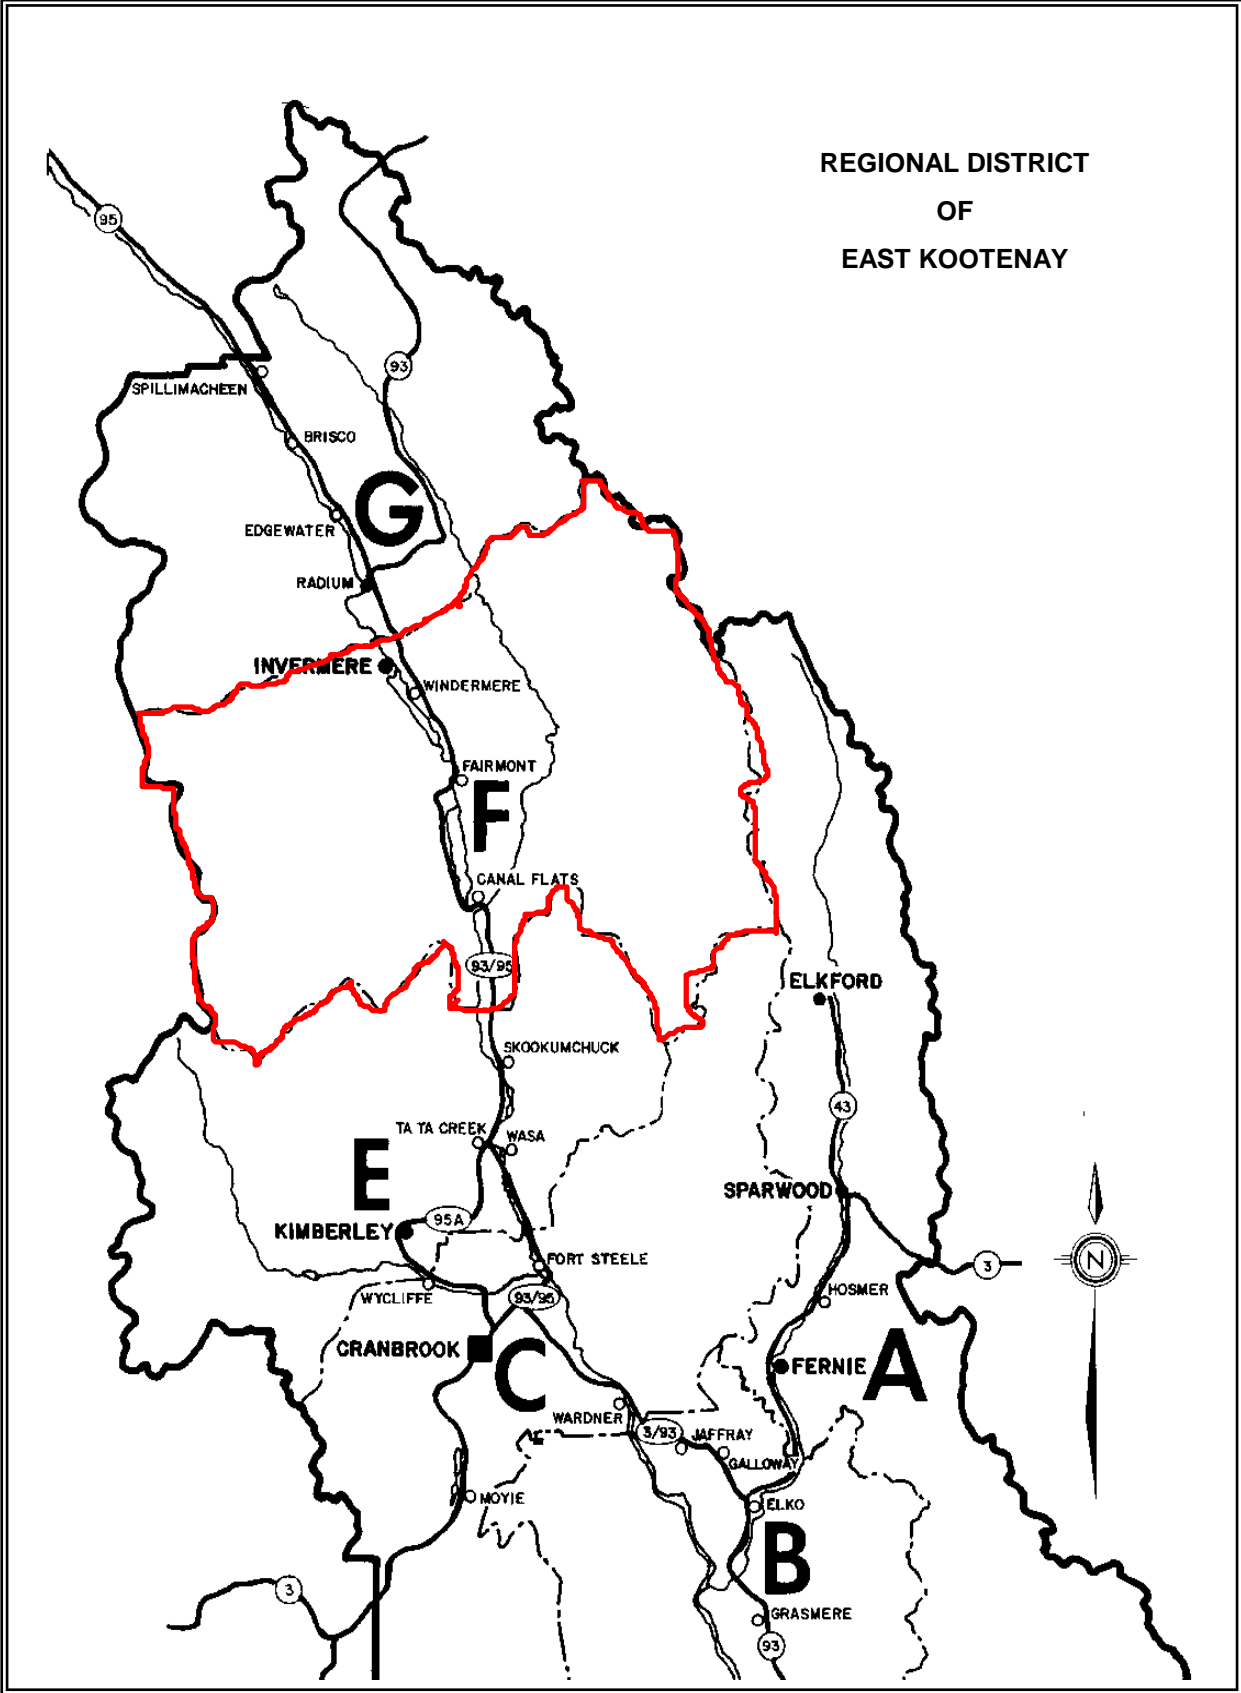 REGIONAL DISTRICT
OF
EAST KOOTENAY
95
93
SPILLIMACHEEN
BRISCO
G
EDGEWATER
RADIUM
INVERMERE
WINDERMERE
FAIRMONT
F
CANAL FLATS
93/95
ELKFORD
SKOOKUMCHUCK
43
TA TA CREEK
WASA
E
SPARWOOD
95A
KIMBERLEY
FORT STEELE
3
WYCLIFFE
93/95
HOSMER
CRANBROOK
C
FERNIE
A
WARDNER
3/93
JAFFRAY
GALLOWAY
MOYIE
ELKO
B
3
GRASMERE
93
N